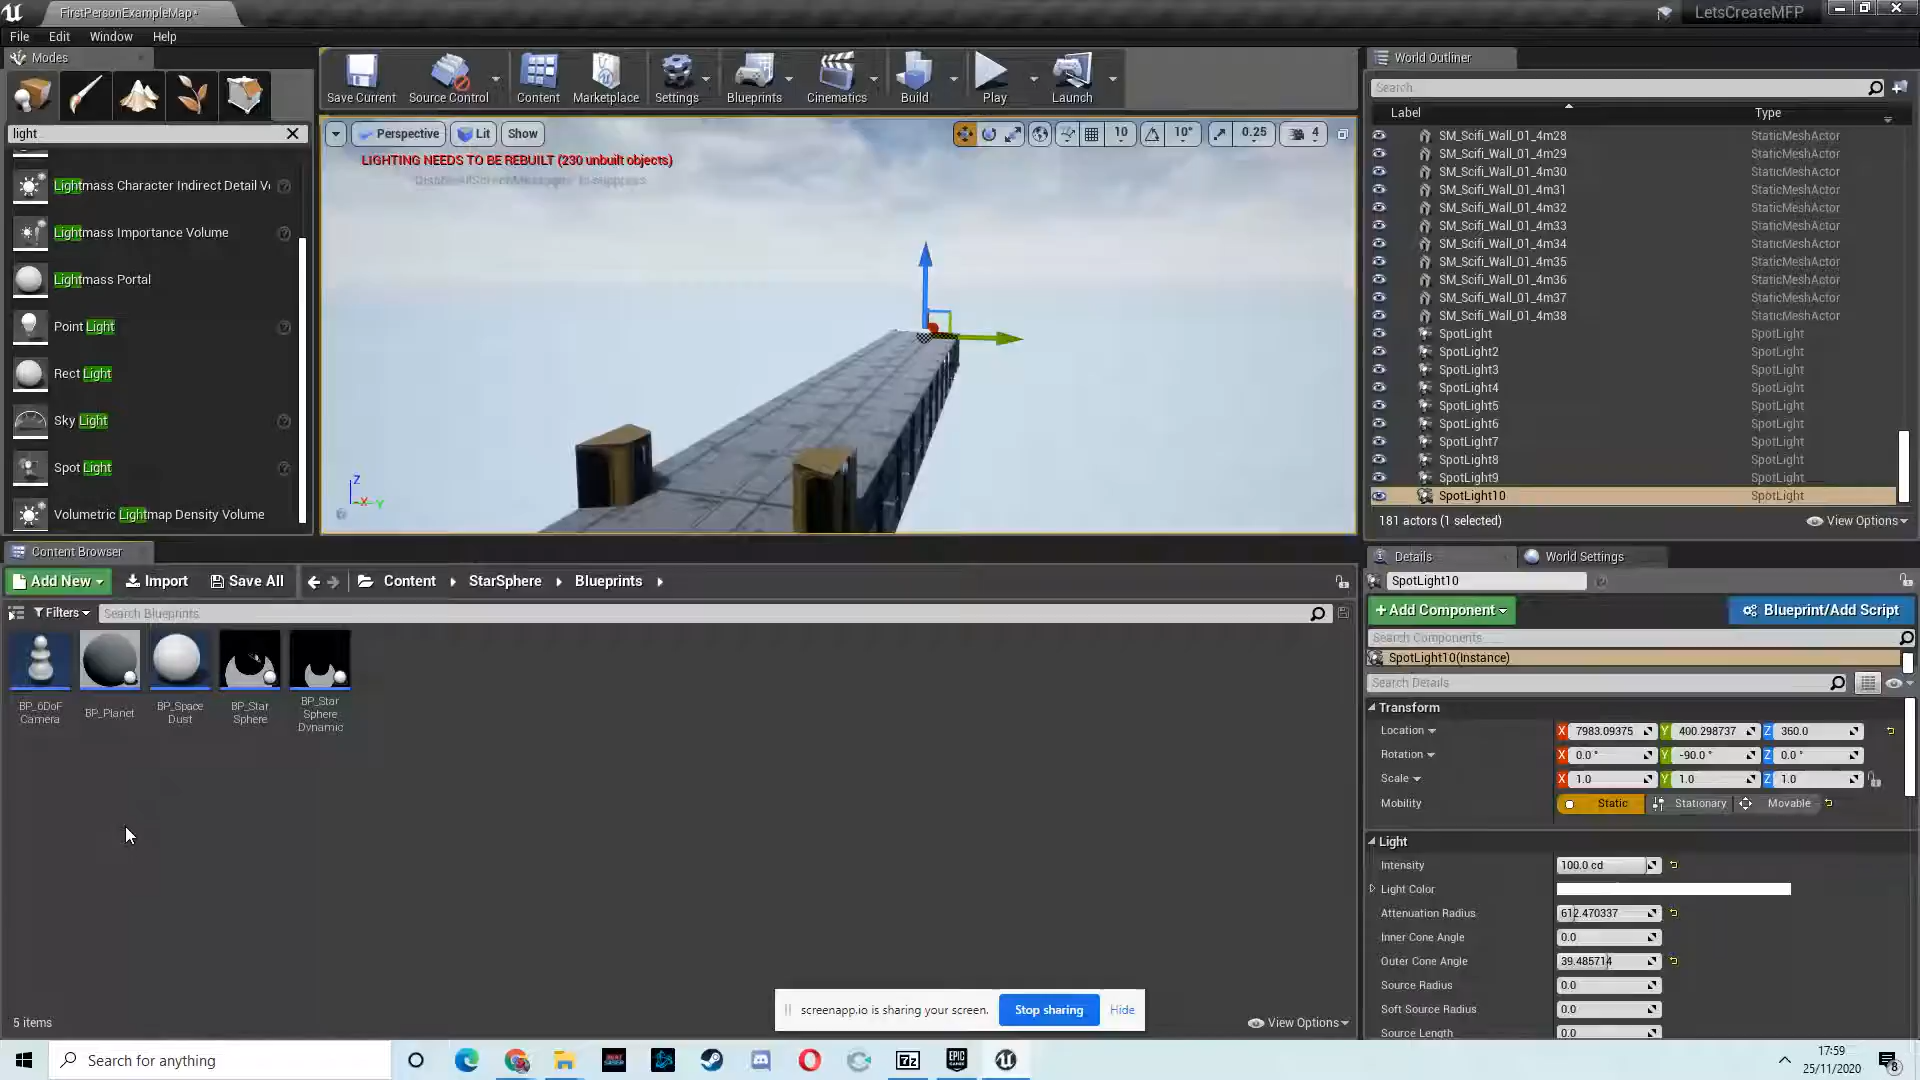 FirstPersonExampleMap*
LetsCreateMFP
File Edit Window Help
Modes
World Outliner
Save Current
Source Control
Content
Marketplace
Settings
Blueprints
Cinematics
Build
Play
Launch
Search
Label
Type
light
Perspective Lit Show
10 10° 0.25 4
LIGHTING NEEDS TO BE REBUILT (230 unbuilt objects)
'DisableAllScreenMessages' to suppress
SM_Scifi_Wall_01_4m28 StaticMeshActor
SM_Scifi_Wall_01_4m29 StaticMeshActor
SM_Scifi_Wall_01_4m30 StaticMeshActor
SM_Scifi_Wall_01_4m31 StaticMeshActor
SM_Scifi_Wall_01_4m32 StaticMeshActor
SM_Scifi_Wall_01_4m33 StaticMeshActor
SM_Scifi_Wall_01_4m34 StaticMeshActor
SM_Scifi_Wall_01_4m35 StaticMeshActor
SM_Scifi_Wall_01_4m36 StaticMeshActor
SM_Scifi_Wall_01_4m37 StaticMeshActor
SM_Scifi_Wall_01_4m38 StaticMeshActor
SpotLight SpotLight
SpotLight2 SpotLight
SpotLight3 SpotLight
SpotLight4 SpotLight
SpotLight5 SpotLight
SpotLight6 SpotLight
SpotLight7 SpotLight
SpotLight8 SpotLight
SpotLight9 SpotLight
SpotLight10 SpotLight
181 actors (1 selected)
View Options
Lightmass Character Indirect Detail Vo
Lightmass Importance Volume
Lightmass Portal
Point Light
Rect Light
Sky Light
Spot Light
Volumetric Lightmap Density Volume
Z
X
Y
Content Browser
Add New Import Save All Content StarSphere Blueprints
Filters Search Blueprints
BP_6DoF
Camera
BP_Planet
BP_Space
Dust
BP_Star
Sphere
BP_Star
Sphere
Dynamic
5 items
View Options
Details World Settings
SpotLight10
+Add Component Blueprint/Add Script
Search Components
SpotLight10(Instance)
Search Details
Transform
Location X 7983.09375 Y 400.298737 Z 360.0
Rotation X 0.0 ° Y -90.0 ° Z 0.0 °
Scale X 1.0 Y 1.0 Z 1.0
Mobility Static Stationary Movable
Light
Intensity 100.0 cd
Light Color
Attenuation Radius 612.470337
Inner Cone Angle 0.0
Outer Cone Angle 39.485714
Source Radius 0.0
Soft Source Radius 0.0
Source Length 0.0
screenapp.io is sharing your screen. Stop sharing Hide
Search for anything
7z
EPIC
GAMES
17:59
25/11/2020
8